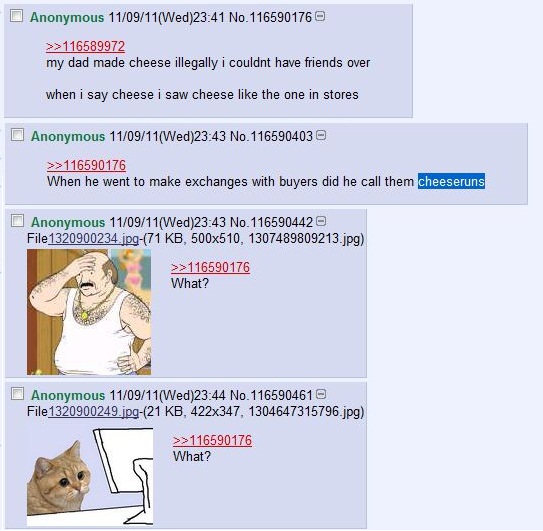 Anonymous 11/09/11(Wed)23:41 No.116590176
>>116589972
my dad made cheese illegally i couldnt have friends over
when i say cheese i saw cheese like the one in stores
Anonymous 11/09/11(Wed)23:43 No.116590403
>>116590176
When he went to make exchanges with buyers did he call them cheeseruns
Anonymous 11/09/11(Wed)23:43 No.116590442
File1320900234.jpg-(71 KB, 500x510, 1307489809213.jpg)
>>116590176
What?
Anonymous 11/09/11(Wed)23:44 No.116590461
File1320900249.jpg-(21 KB, 422x347, 1304647315796.jpg)
>>116590176
What?